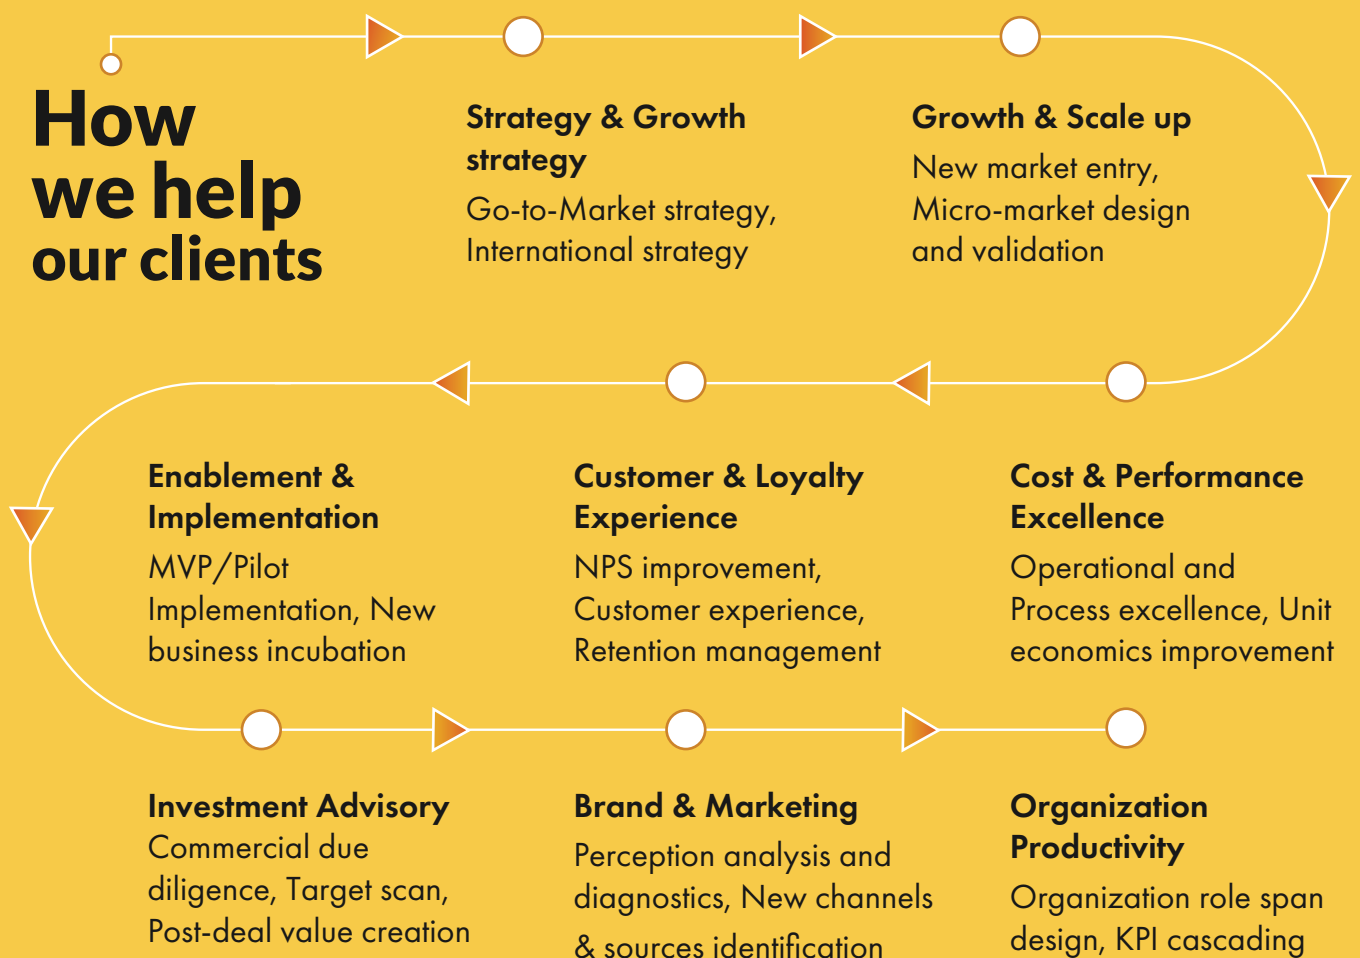 How
we help
our clients
Strategy & Growth
strategy
Go-to-Market strategy,
International strategy
Growth & Scale up
New market entry,
Micro-market design
and validation
Enablement &
Implementation
MVP/Pilot
Implementation, New
business incubation
Customer & Loyalty
Experience
NPS improvement,
Customer experience,
Retention management
Cost & Performance
Excellence
Operational and
Process excellence, Unit
economics improvement
Investment Advisory
Commercial due
diligence, Target scan,
Post-deal value creation
Brand & Marketing
Perception analysis and
diagnostics, New channels
& sources identification
Organization
Productivity
Organization role span
design, KPI cascading